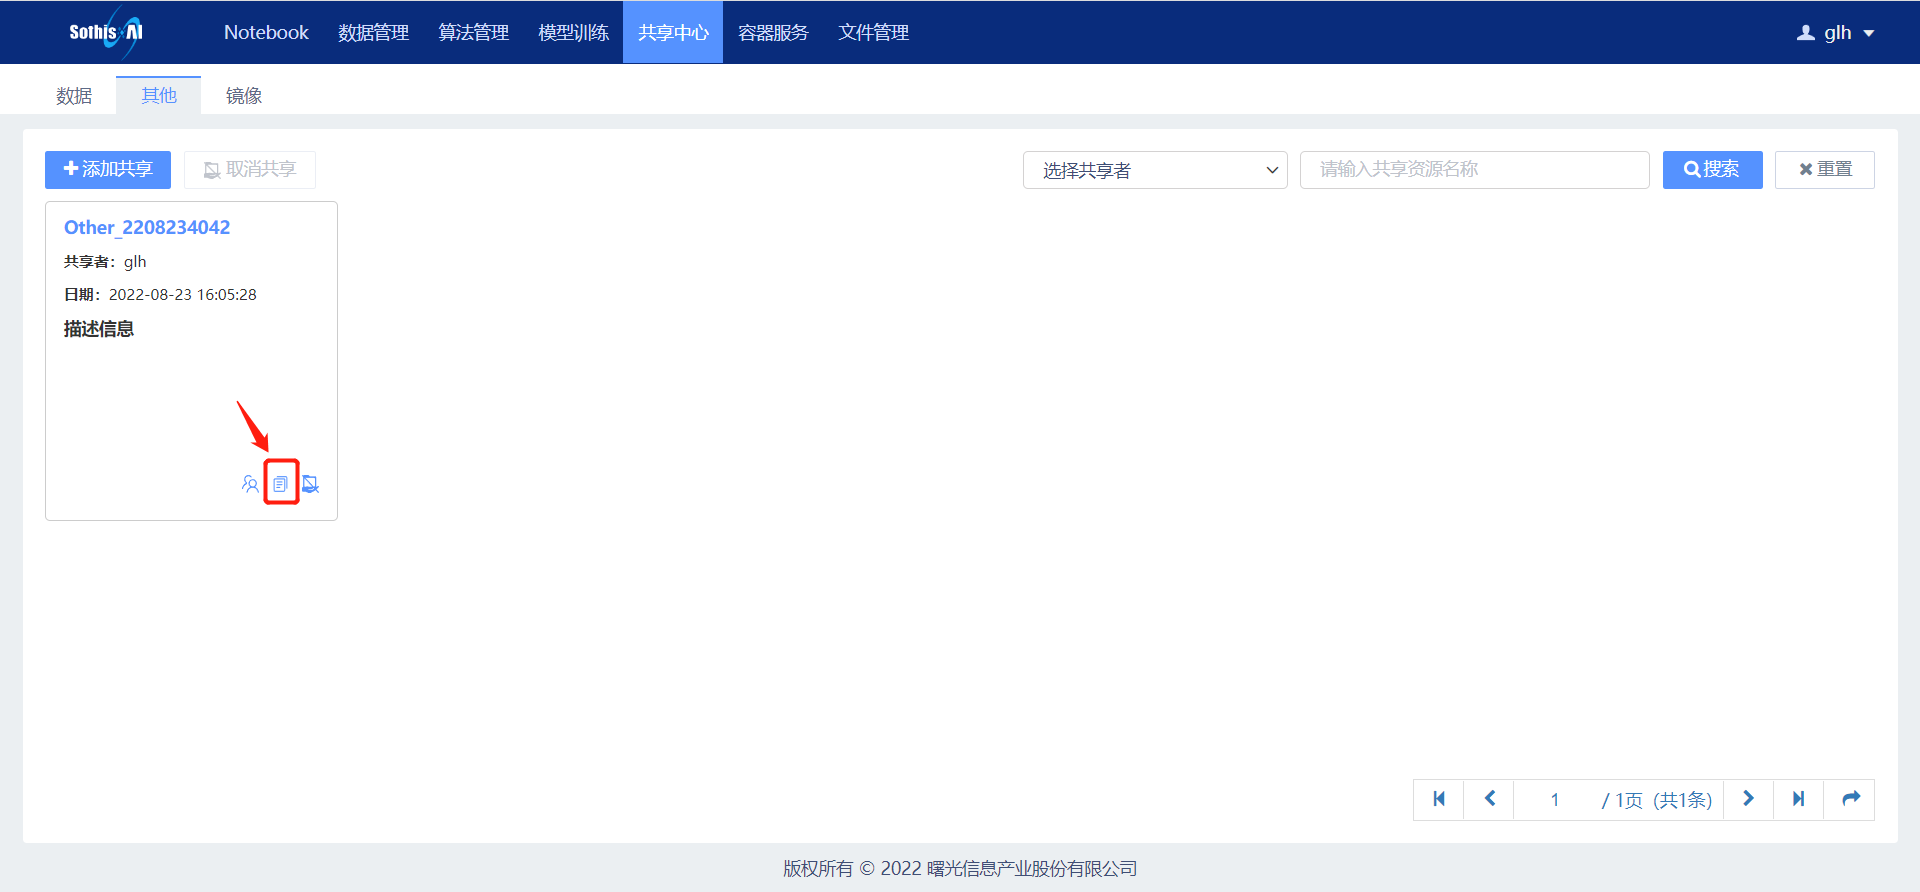 SothisAI
Notebook 数据管理 算法管理 模型训练 共享中心 容器服务 文件管理 glh
数据 其他 镜像
添加共享 取消共享 选择共享者 请输入共享资源名称 搜索 重置
Other_2208234042
共享者：glh
日期：2022-08-23 16:05:28
描述信息
1 / 1页 (共1条)
版权所有 © 2022 曙光信息产业股份有限公司